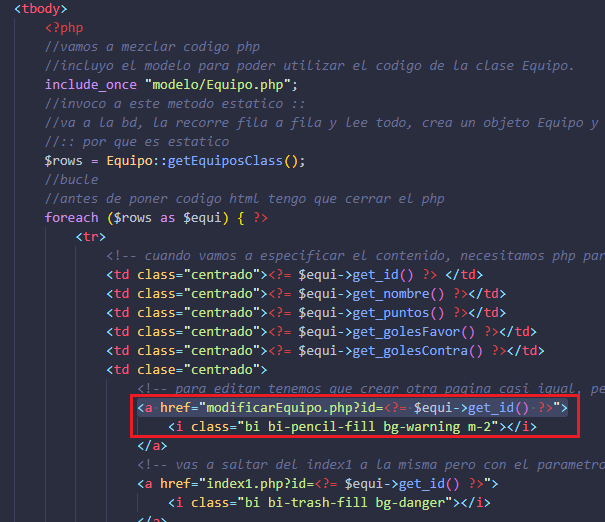 <tbody>
<?php
//vamos a mezclar codigo php
//incluyo el modelo para poder utilizar el codigo de la clase Equipo.
include_once "modelo/Equipo.php";
//invoco a este metodo estatico ::
//va a la bd, la recorre fila a fila y lee todo, crea un objeto Equipo y
//:: por que es estatico
$rows = Equipo::getEquiposClass();
//bucle
//antes de poner codigo html tengo que cerrar el php
foreach ($rows as $equi) { ?>
<tr>
<!-- cuando vamos a especificar el contenido, necesitamos php par
<td class="centrado"><?= $equi->get_id() ?> </td>
<td class="centrado"><?= $equi->get_nombre() ?></td>
<td class="centrado"><?= $equi->get_puntos() ?></td>
<td class="centrado"><?= $equi->get_golesFavor() ?></td>
<td class="centrado"><?= $equi->get_golesContra() ?></td>
<td clase="centrado">
<!-- para editar tenemos que crear otra pagina casi igual, pe
<a href="modificarEquipo.php?id=<?= $equi->get_id() ?>">
<i class="bi bi-pencil-fill bg-warning m-2"></i>
</a>
<!-- vas a saltar del index1 a la misma pero con el parametro
<a href="index1.php?id=<?= $equi->get_id() ?>">
<i class="bi bi-trash-fill bg-danger"></i>
</a>